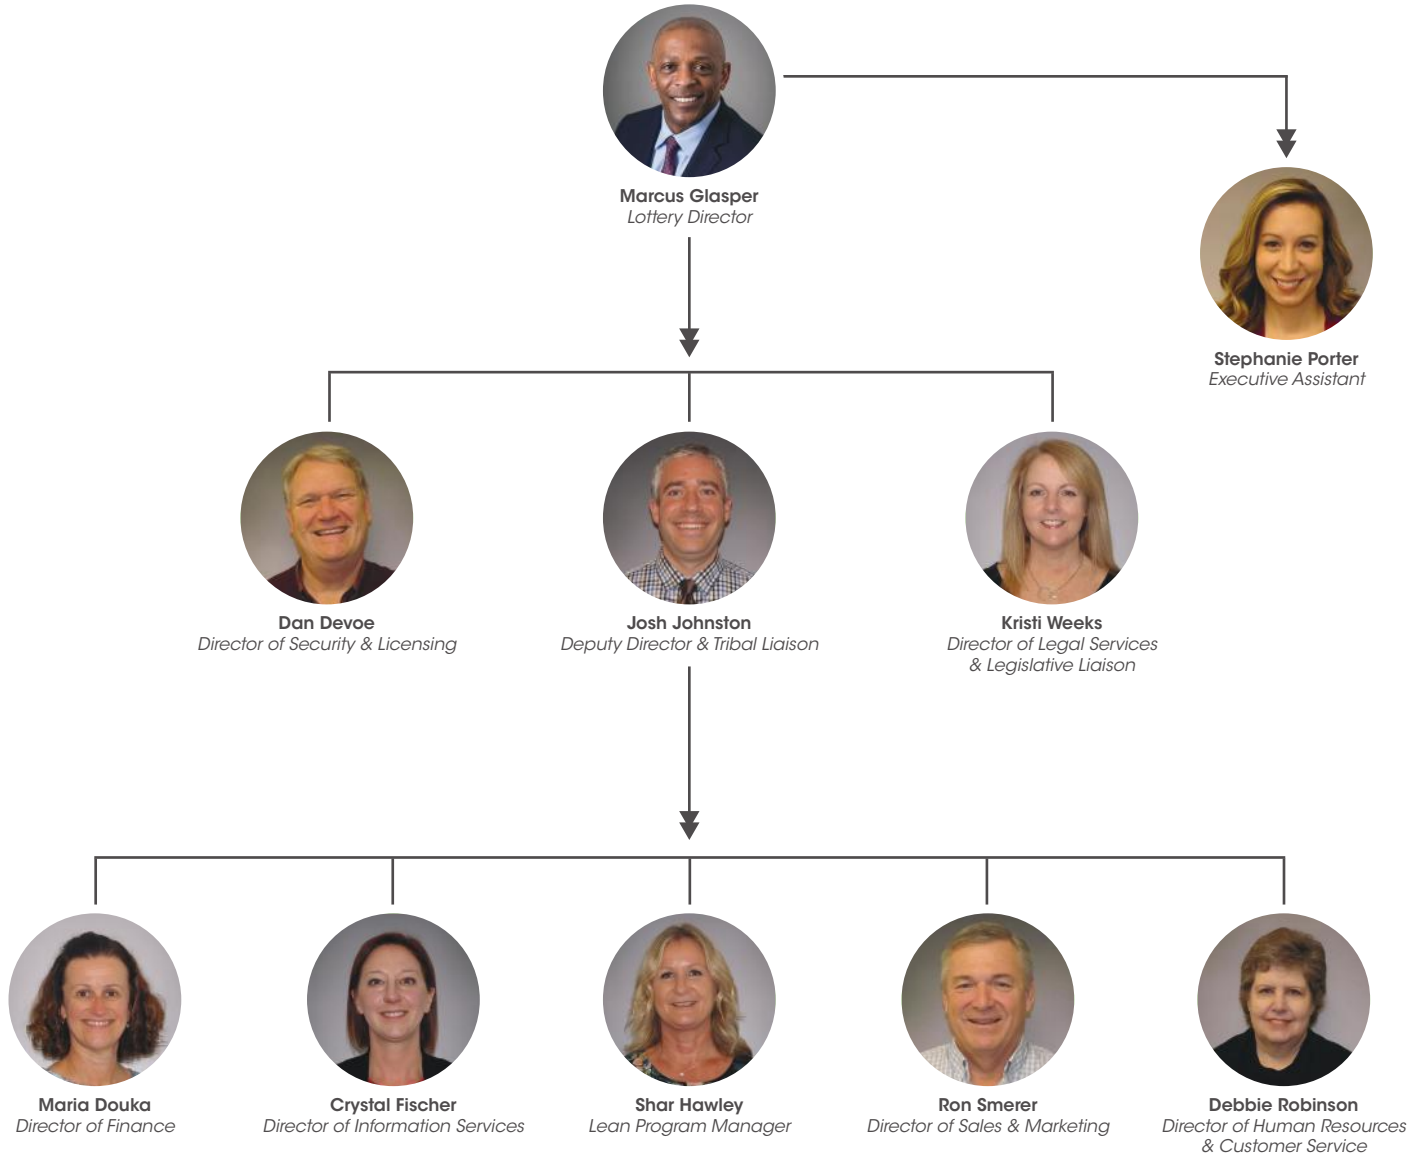 Marcus Glasper
Lottery Director
Stephanie Porter
Executive Assistant
Dan Devoe
Director of Security & Licensing
Josh Johnston
Deputy Director & Tribal Liaison
Kristi Weeks
Director of Legal Services
& Legislative Liaison
Maria Douka
Director of Finance
Crystal Fischer
Director of Information Services
Shar Hawley
Lean Program Manager
Ron Smerer
Director of Sales & Marketing
Debbie Robinson
Director of Human Resources
& Customer Service